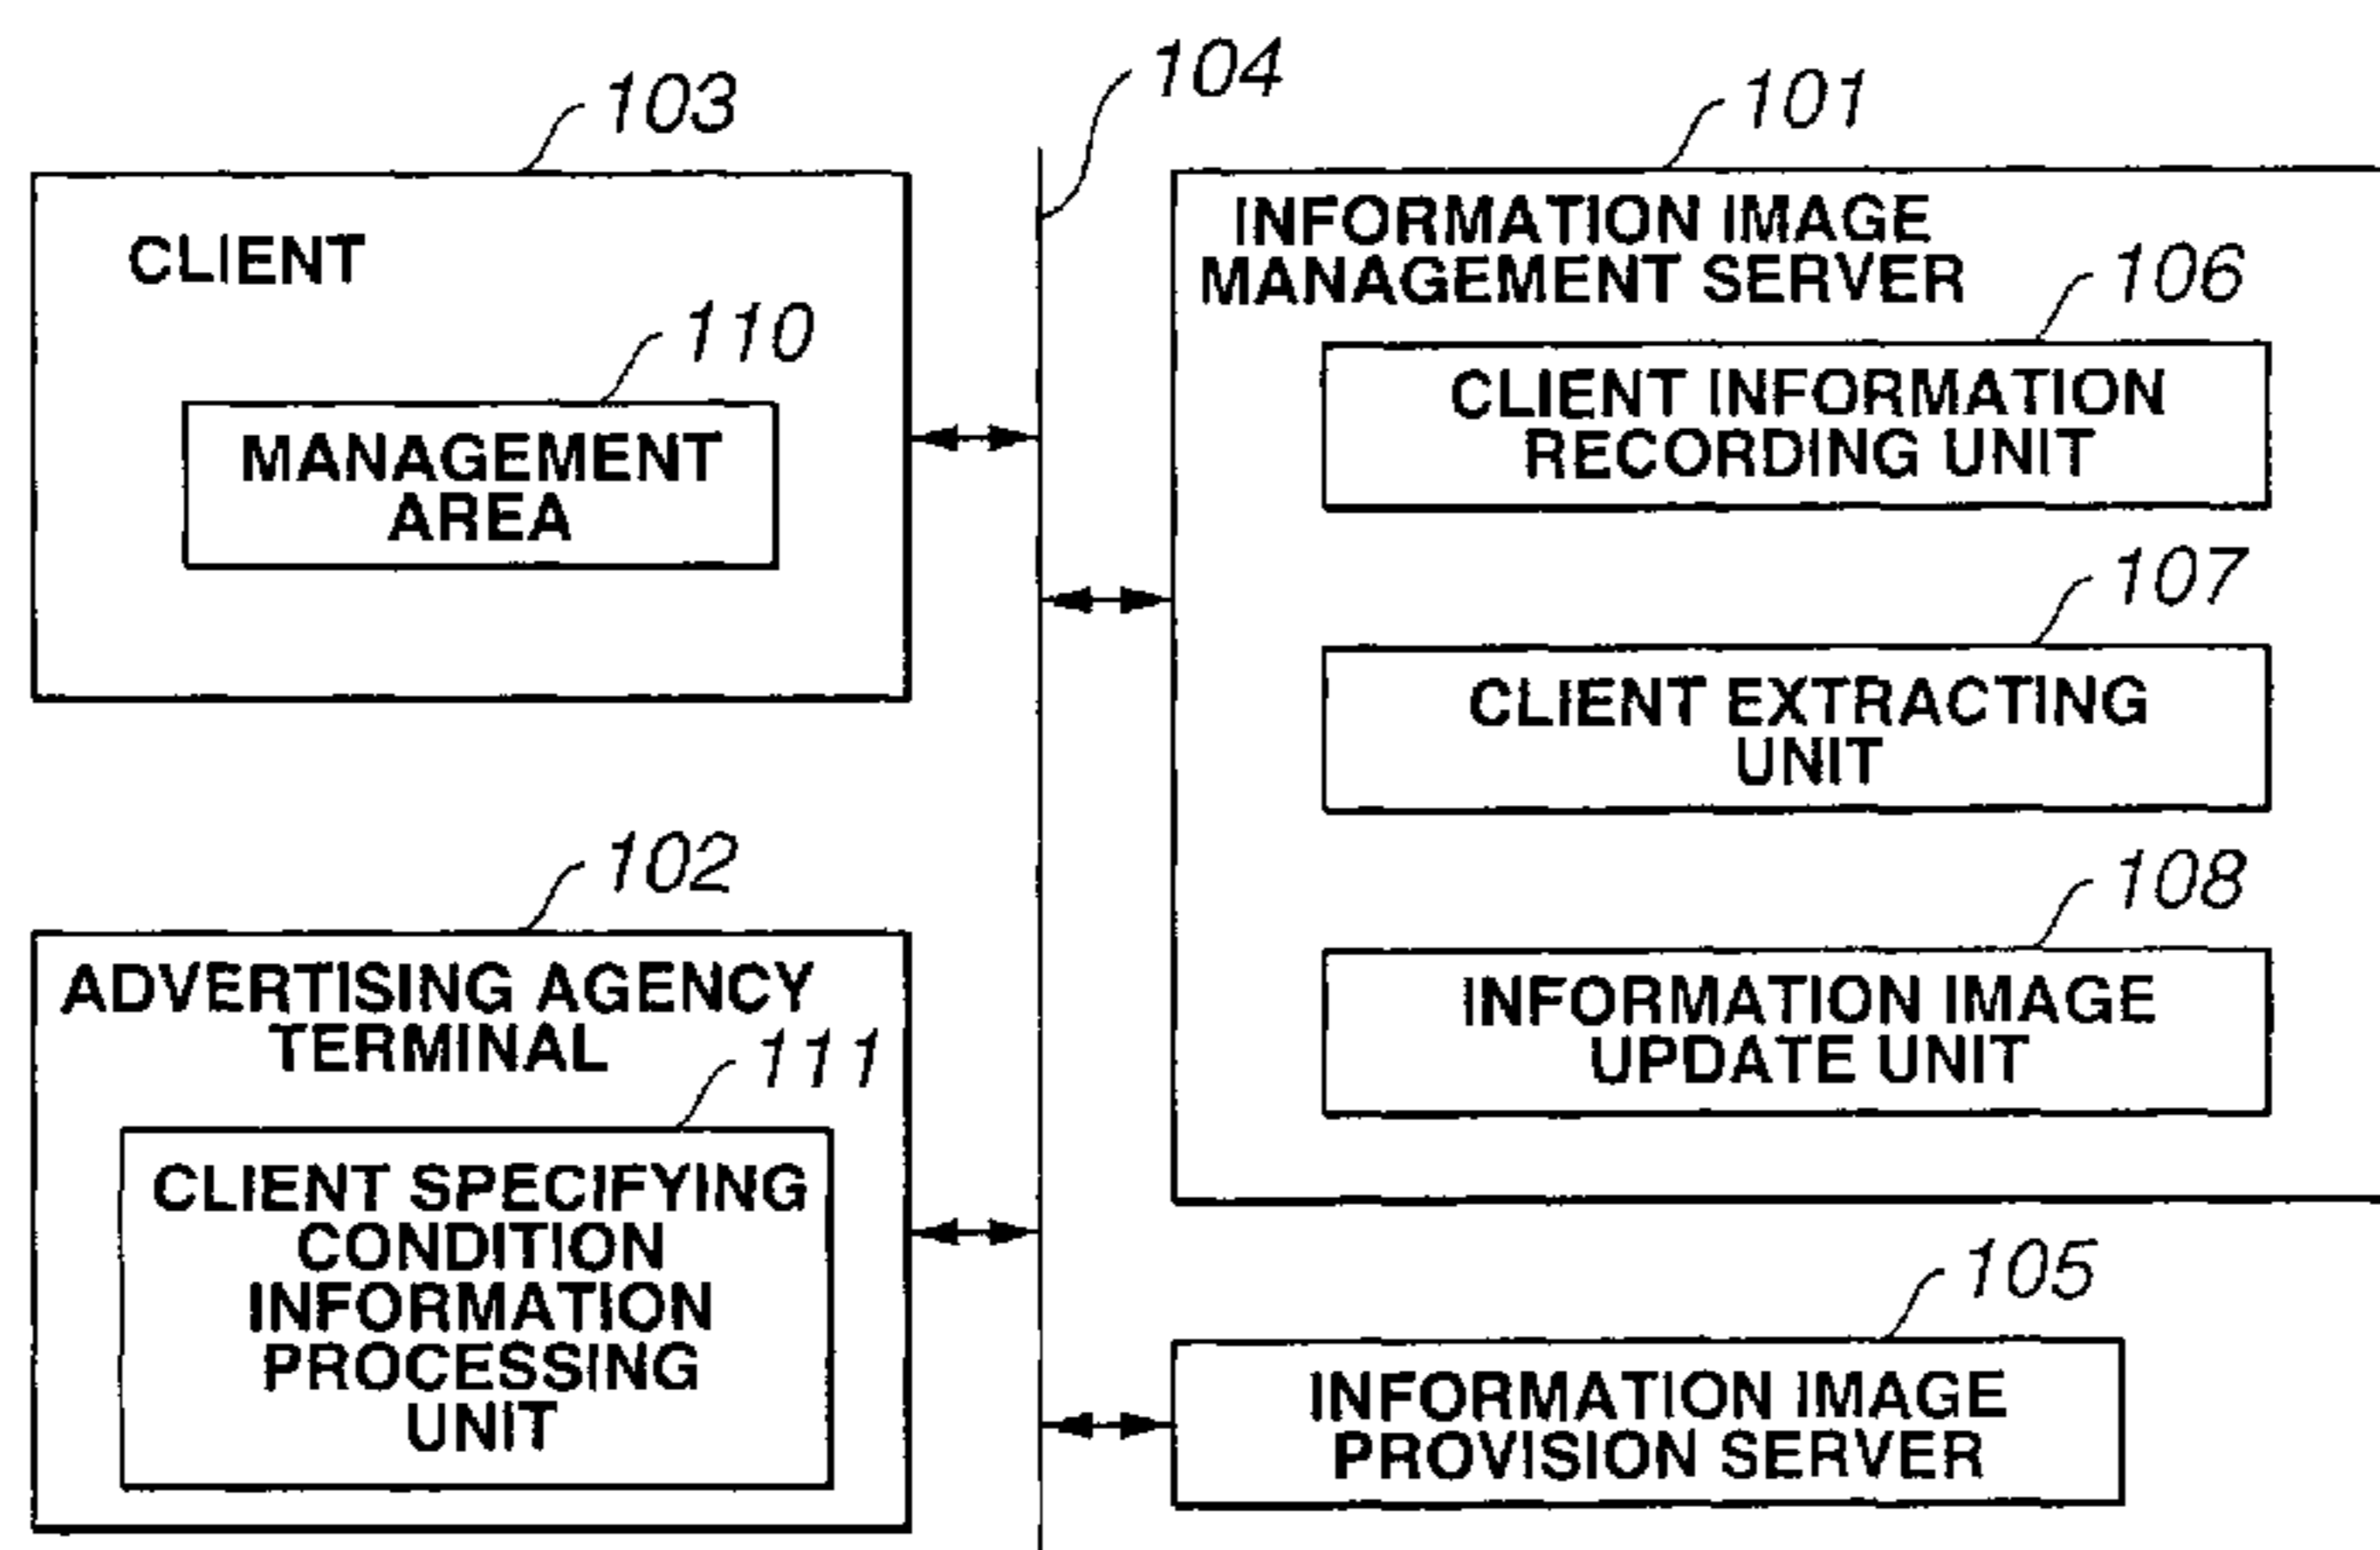 103
CLIENT
110
MANAGEMENT
AREA
102
ADVERTISING AGENCY
TERMINAL
111
CLIENT SPECIFYING
CONDITION
INFORMATION
PROCESSING
UNIT
104
101
INFORMATION IMAGE
MANAGEMENT SERVER
106
CLIENT INFORMATION
RECORDING UNIT
107
CLIENT EXTRACTING
UNIT
108
INFORMATION IMAGE
UPDATE UNIT
105
INFORMATION IMAGE
PROVISION SERVER